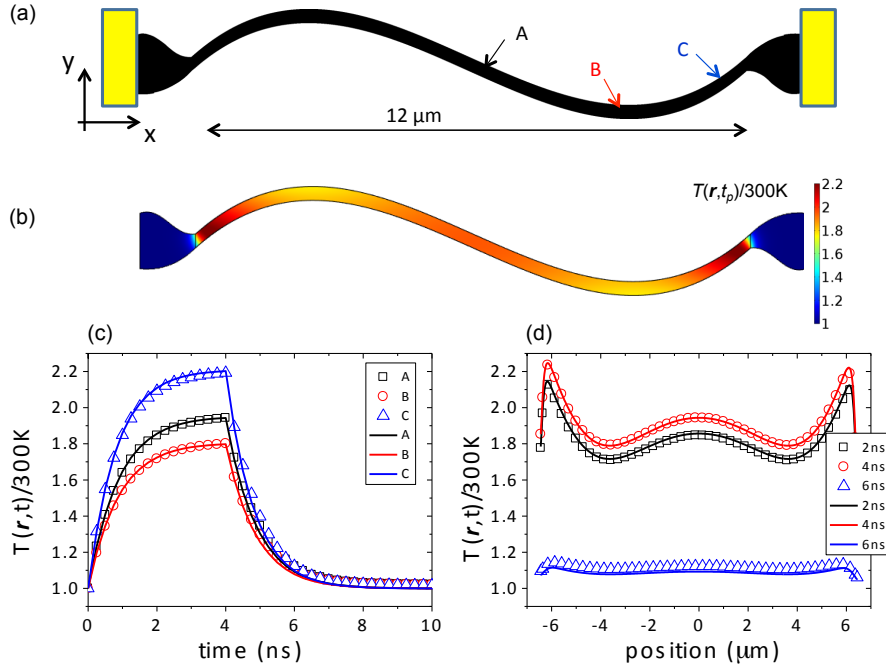 (a)
A
B
C
y
x
12 μm
(b)
T(r,tp)/300K
2.2
2
1.8
1.6
1.4
1.2
1
(c)
(d)
T(r,t)/300K
2.2
2.0
1.8
1.6
1.4
1.2
1.0
0 2 4 6 8 10
time (ns)
A
B
C
A
B
C
T(r,t)/300K
2.2
2.0
1.8
1.6
1.4
1.2
1.0
-6 -4 -2 0 2 4 6
position (μm)
2ns
4ns
6ns
2ns
4ns
6ns